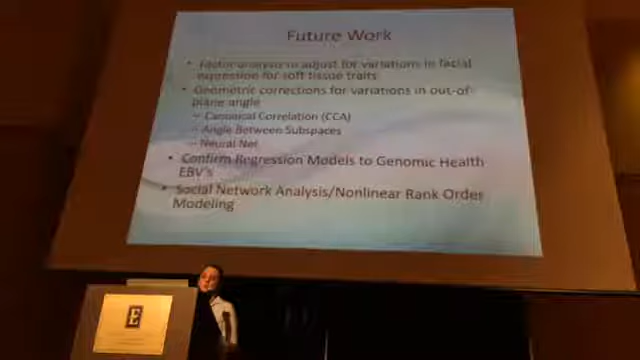 Future Work
• Factor analysis to adjust for variations in facial
expression for soft tissue traits
• Geometric corrections for variations in out-of-
plane angle
– Canonical Correlation (CCA)
– Angle Between Subspaces
– Neural Net
• Confirm Regression Models to Genomic Health
EBV's
• Social Network Analysis/Nonlinear Rank Order
Modeling
E